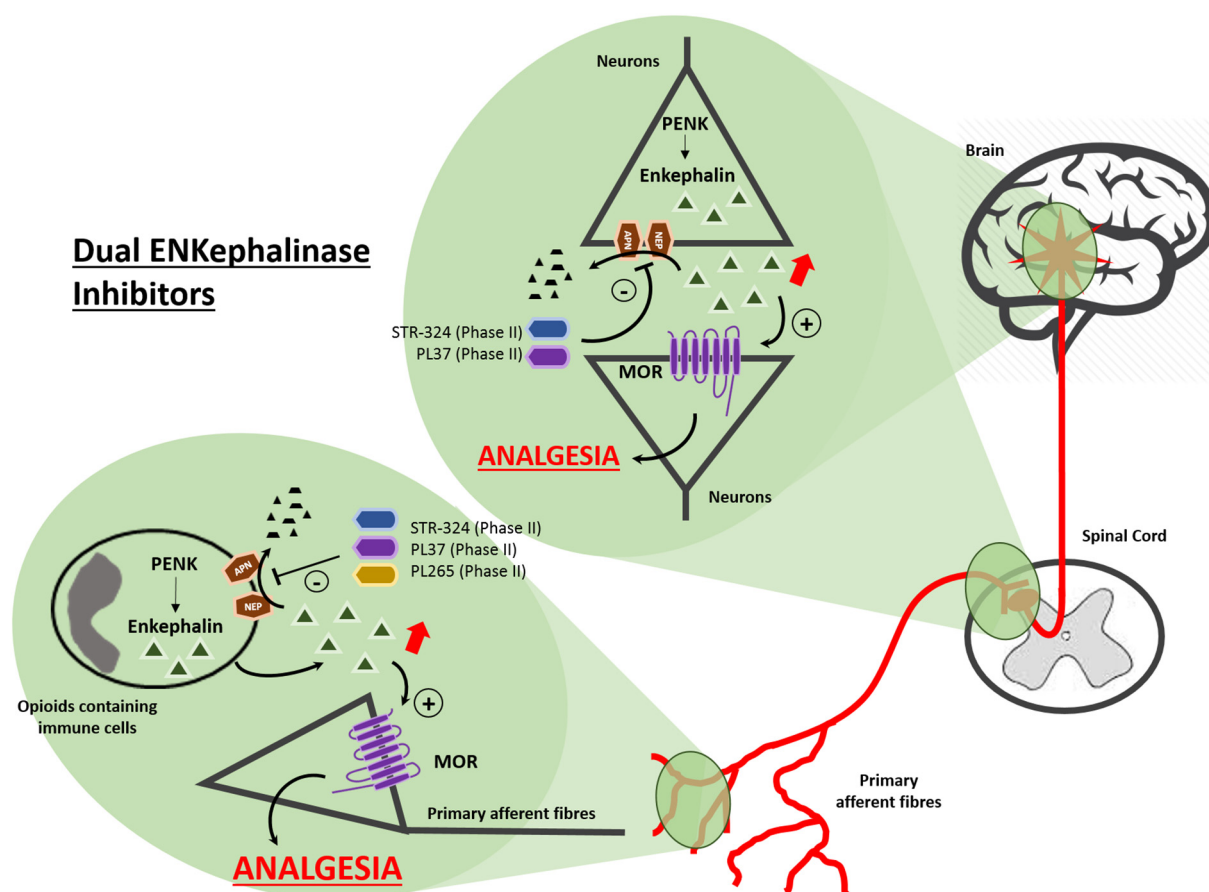 Dual ENKephalinase
Inhibitors
Neurons
PENK
Enkephalin
APN
NEP
-
+
STR-324 (Phase II)
PL37 (Phase II)
MOR
ANALGESIA
Neurons
Brain
Spinal Cord
STR-324 (Phase II)
PL37 (Phase II)
PL265 (Phase II)
PENK
Enkephalin
APN
NEP
-
+
Opioids containing
immune cells
MOR
Primary afferent fibres
ANALGESIA
Primary
afferent fibres